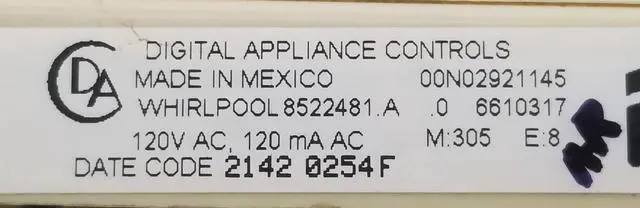 CDA
DIGITAL APPLIANCE CONTROLS
MADE IN MEXICO 00N02921145
WHIRLPOOL 8522481.A .0 6610317
120V AC, 120 mA AC M:305 E:8
DATE CODE 2142 0254F